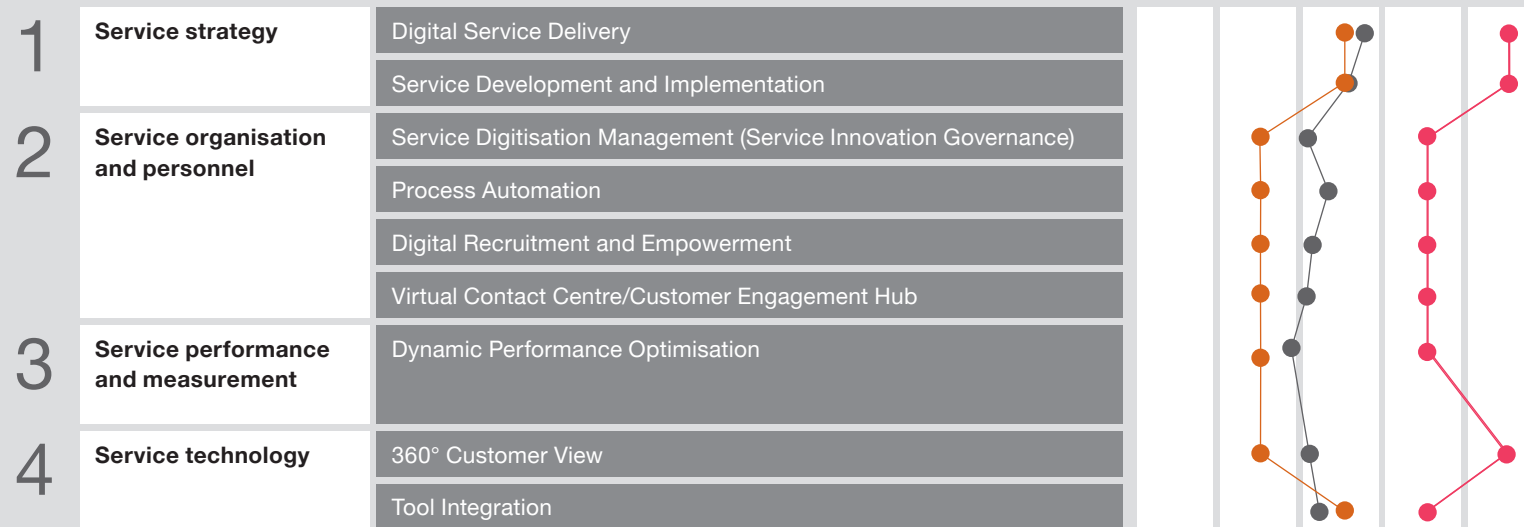 1
Service strategy
Digital Service Delivery
Service Development and Implementation
2
Service organisation
and personnel
Service Digitisation Management (Service Innovation Governance)
Process Automation
Digital Recruitment and Empowerment
Virtual Contact Centre/Customer Engagement Hub
3
Service performance
and measurement
Dynamic Performance Optimisation
4
Service technology
360° Customer View
Tool Integration